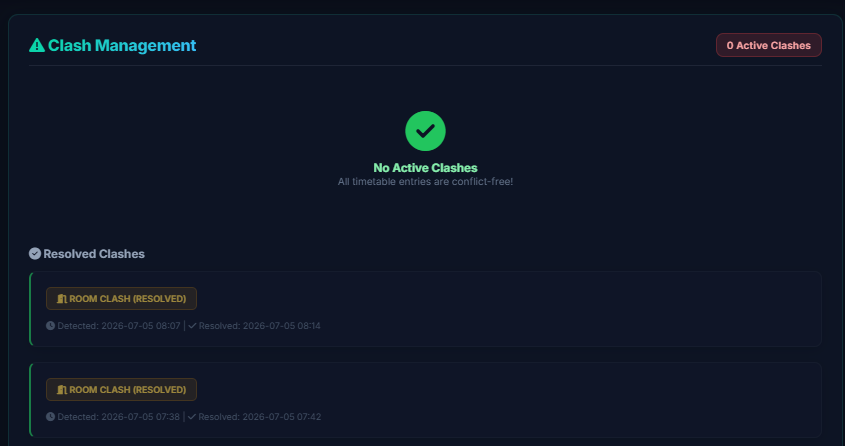 Clash Management
0 Active Clashes
No Active Clashes
All timetable entries are conflict-free!
Resolved Clashes
ROOM CLASH (RESOLVED)
Detected: 2026-07-05 08:07 | Resolved: 2026-07-05 08:14
ROOM CLASH (RESOLVED)
Detected: 2026-07-05 07:38 | Resolved: 2026-07-05 07:42